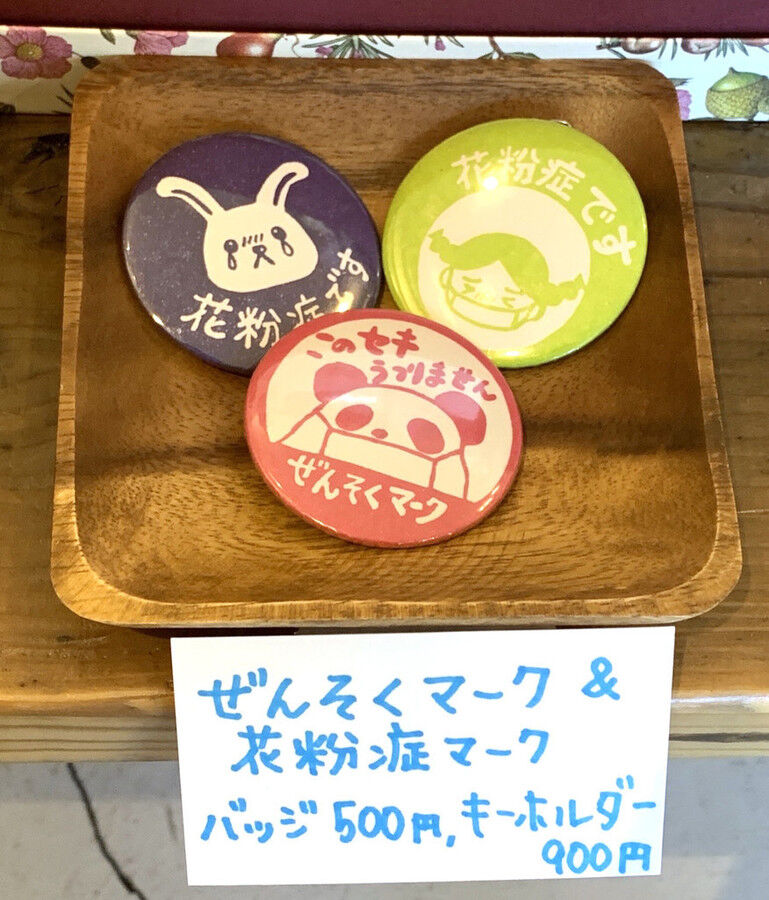 花粉症です
花粉症です
このセキ
うつりません
ぜんそくマーク
ぜんそくマーク &
花粉症マーク
バッジ 500円, キーホルダー
900円